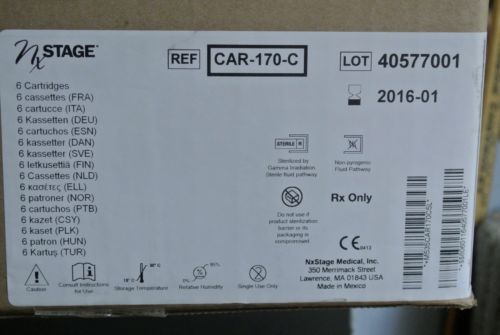 NxSTAGE
REF CAR-170-C
LOT 40577001
2016-01
6 Cartridges
6 cassettes (FRA)
6 cartucce (ITA)
6 Kassetten (DEU)
6 cartuchos (ESN)
6 kassetter (DAN)
6 kassetter (SVE)
6 letkusettiä (FIN)
6 Cassettes (NLD)
6 κασέτες (ELL)
6 patroner (NOR)
6 cartuchos (PTB)
6 kazet (CSY)
6 kaset (PLK)
6 patron (HUN)
6 Kartuş (TUR)
STERILE R
Sterilized by
Gamma Irradiation
Sterile fluid pathway
Non-pyrogenic
Fluid Pathway
Do not use if
product sterilization
barrier or its
packaging is
compromised
Rx Only
CE 0413
NxStage Medical, Inc.
350 Merrimack Street
Lawrence, MA 01843 USA
Made in Mexico
Caution
Consult Instructions
for Use
Storage Temperature
Relative Humidity
Single Use Only